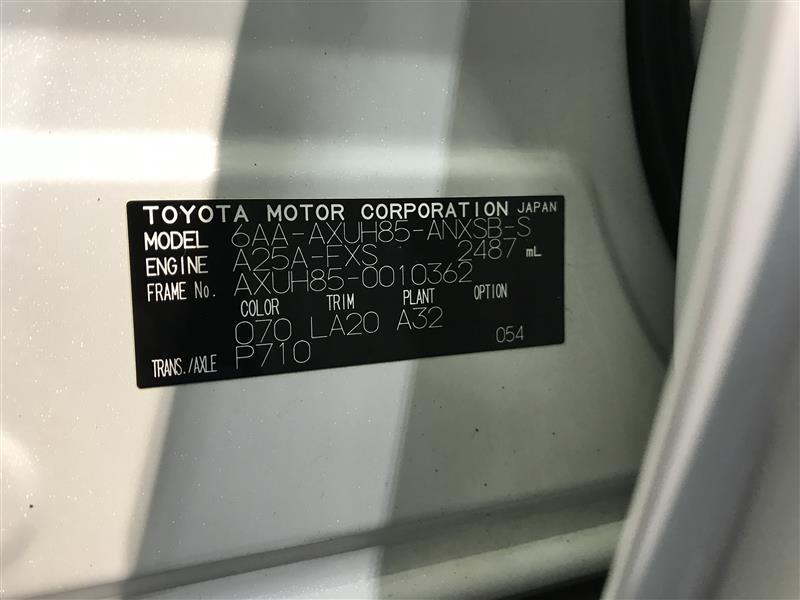 TOYOTA MOTOR CORPORATION JAPAN
MODEL 6AA-AXUH85-ANXSB-S
ENGINE A25A-FXS 2487 mL
FRAME No. AXUH85-0010362
COLOR TRIM PLANT OPTION
070 LA20 A32 054
TRANS./AXLE P710